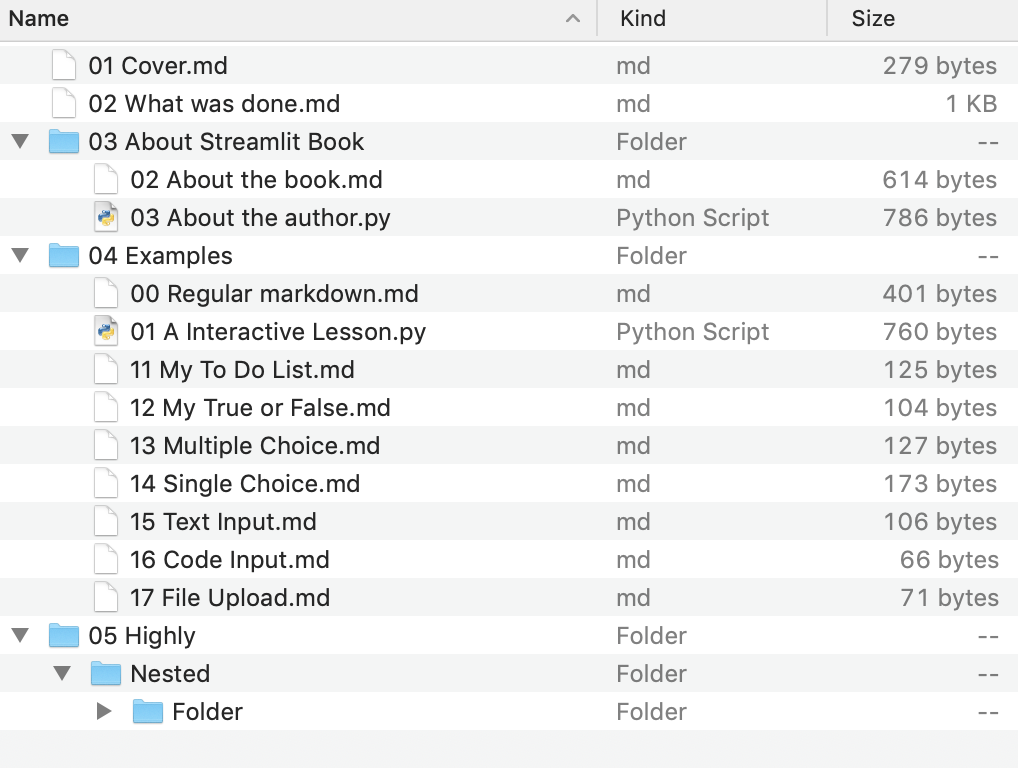 Name Kind Size
01 Cover.md md 279 bytes
02 What was done.md md 1 KB
03 About Streamlit Book Folder --
02 About the book.md md 614 bytes
03 About the author.py Python Script 786 bytes
04 Examples Folder --
00 Regular markdown.md md 401 bytes
01 A Interactive Lesson.py Python Script 760 bytes
11 My To Do List.md md 125 bytes
12 My True or False.md md 104 bytes
13 Multiple Choice.md md 127 bytes
14 Single Choice.md md 173 bytes
15 Text Input.md md 106 bytes
16 Code Input.md md 66 bytes
17 File Upload.md md 71 bytes
05 Highly Folder --
Nested Folder --
Folder Folder --